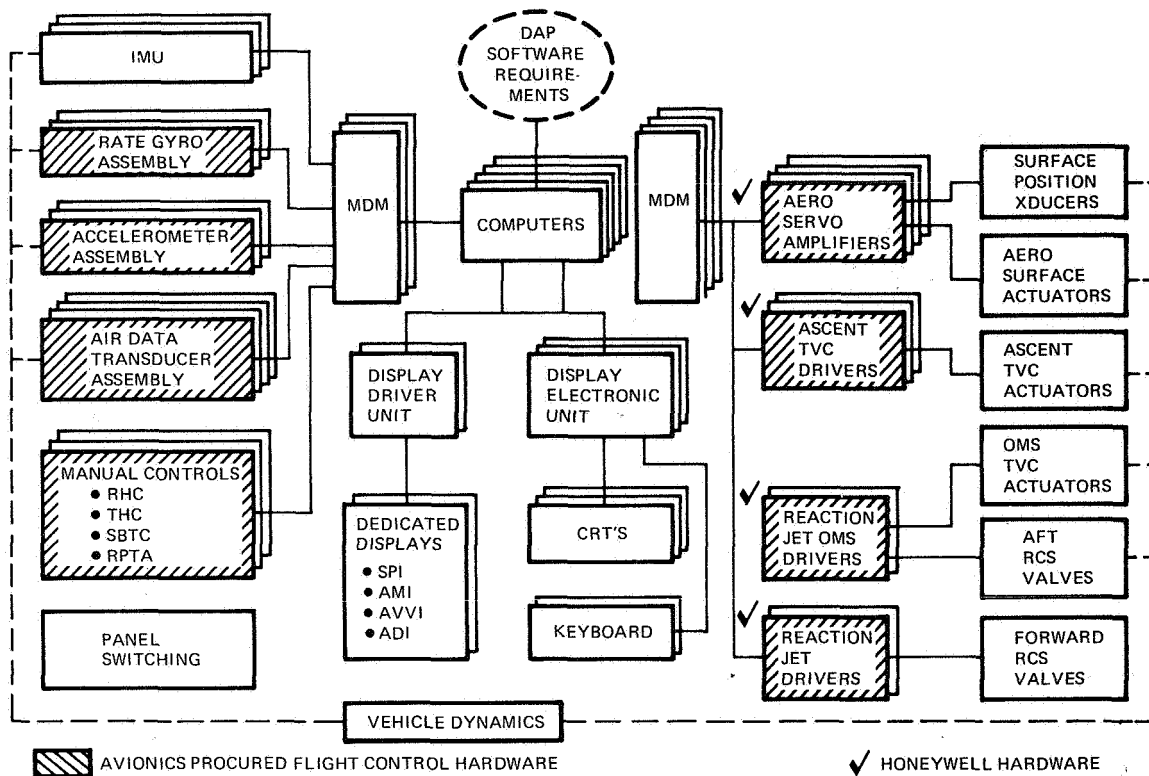 IMU
RATE GYRO
ASSEMBLY
ACCELEROMETER
ASSEMBLY
AIR DATA
TRANSDUCER
ASSEMBLY
MANUAL CONTROLS
• RHC
• THC
• SBTC
• RPTA
PANEL
SWITCHING
MDM
DAP
SOFTWARE
REQUIRE-
MENTS
COMPUTERS
DISPLAY
DRIVER
UNIT
DISPLAY
ELECTRONIC
UNIT
DEDICATED
DISPLAYS
• SPI
• AMI
• AVVI
• ADI
CRT'S
KEYBOARD
MDM
AERO
SERVO
AMPLIFIERS
ASCENT
TVC
DRIVERS
REACTION
JET OMS
DRIVERS
REACTION
JET
DRIVERS
SURFACE
POSITION
XDUCERS
AERO
SURFACE
ACTUATORS
ASCENT
TVC
ACTUATORS
OMS
TVC
ACTUATORS
AFT
RCS
VALVES
FORWARD
RCS
VALVES
VEHICLE DYNAMICS
AVIONICS PROCURED FLIGHT CONTROL HARDWARE
✓ HONEYWELL HARDWARE